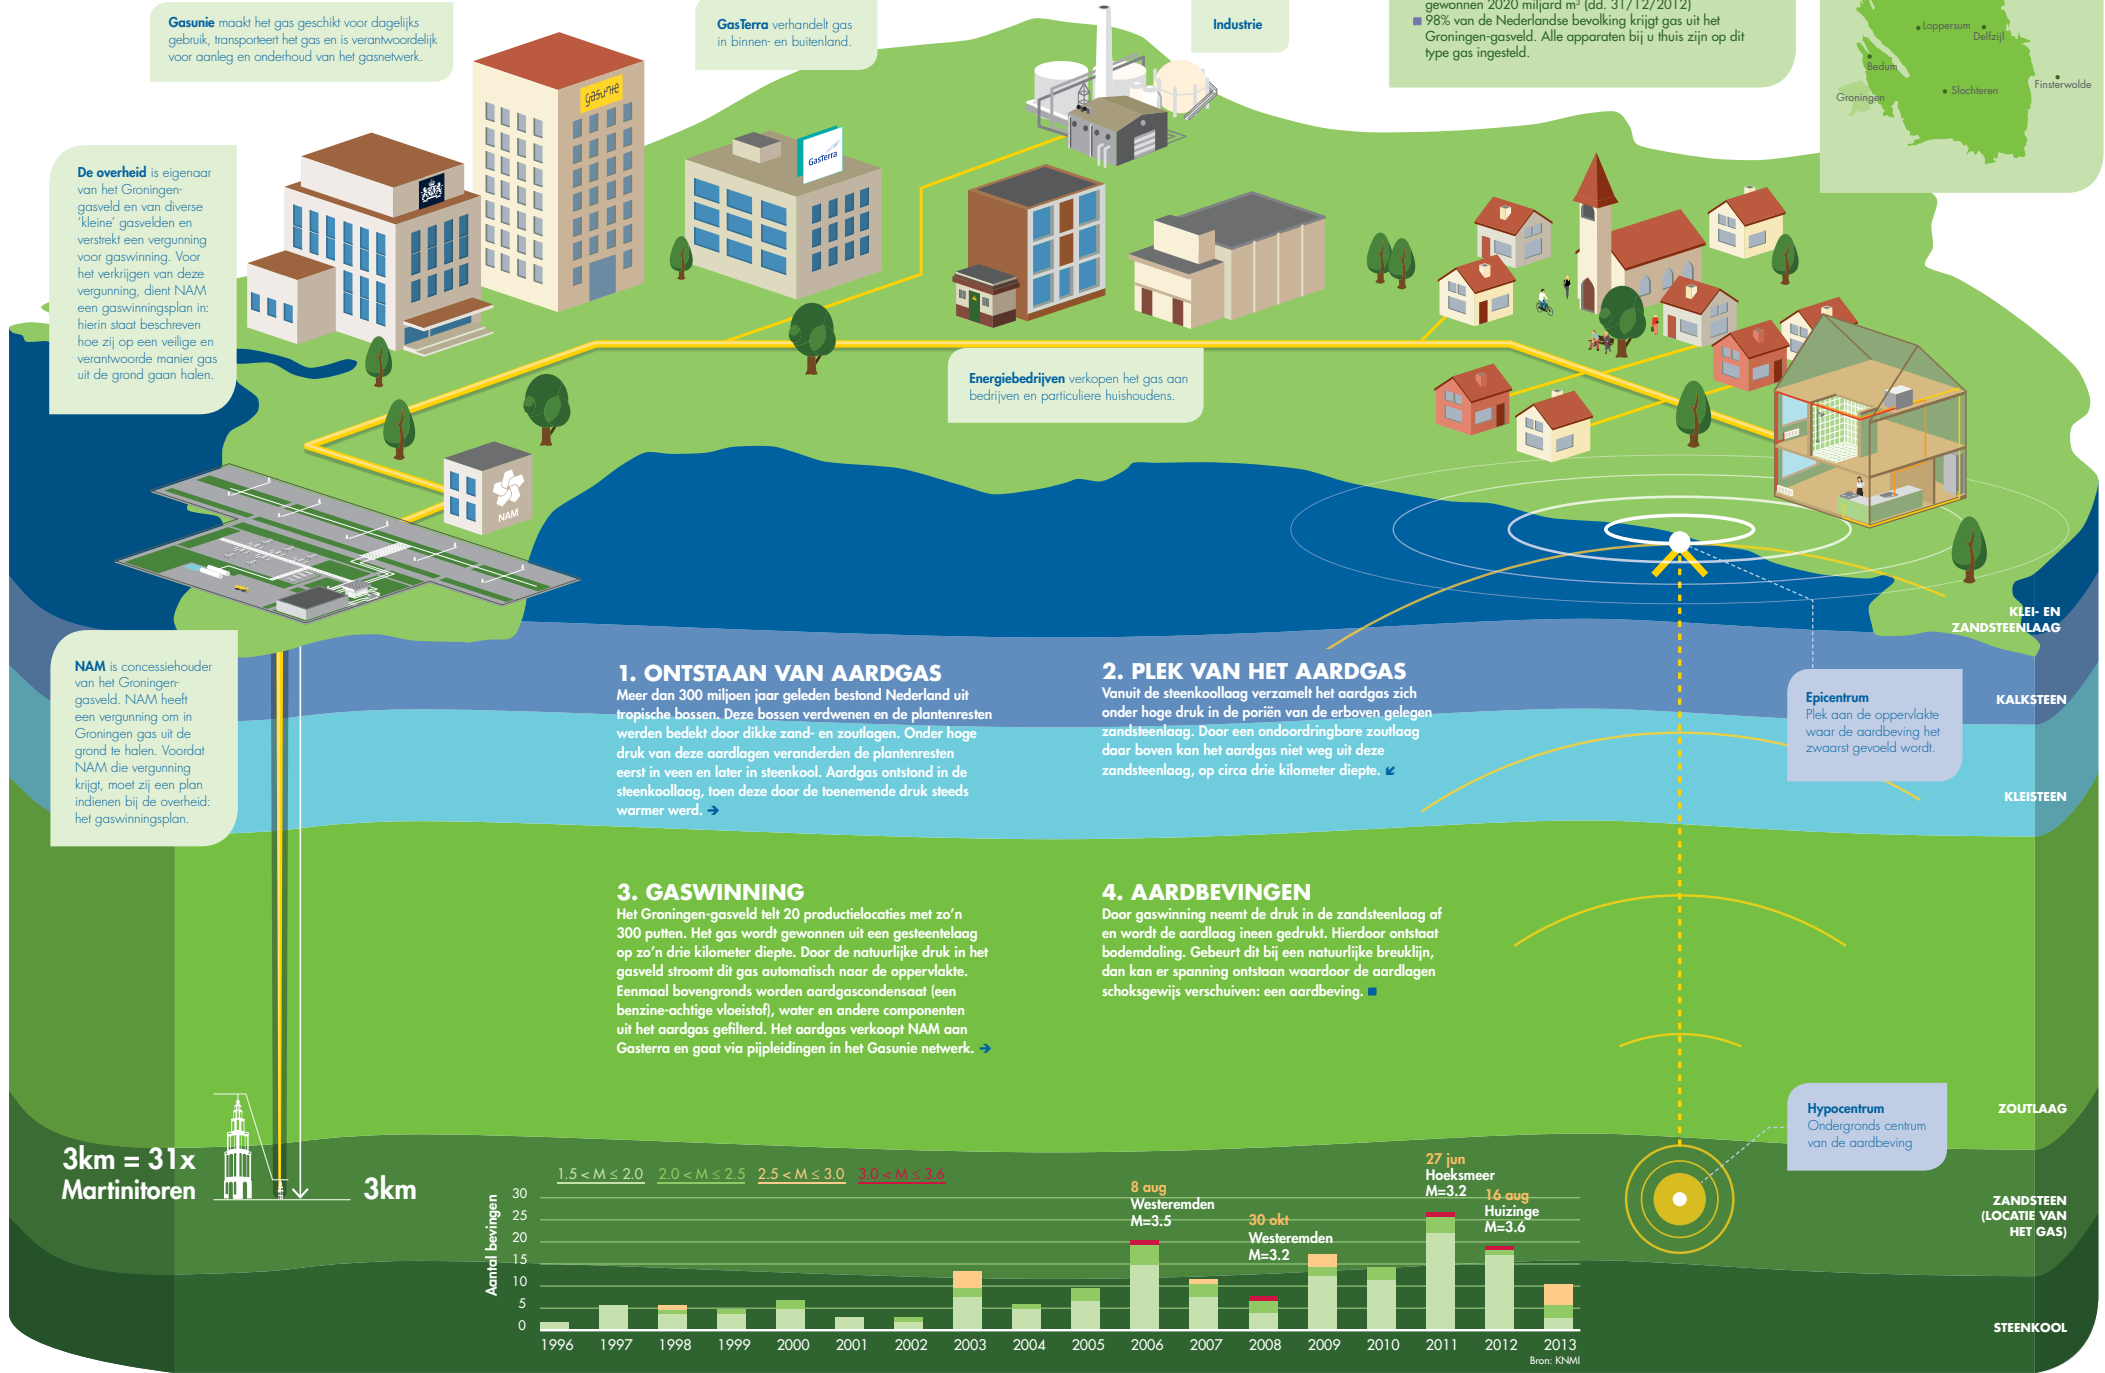 Gasunie maakt het gas geschikt voor dagelijks
gebruik, transporteert het gas en is verantwoordelijk
voor aanleg en onderhoud van het gasnetwerk.
GasTerra verhandelt gas
in binnen- en buitenland.
Industrie
gewonnen 2020 miljard m³ (dd. 31/12/2012)
98% van de Nederlandse bevolking krijgt gas uit het
Groningen-gasveld. Alle apparaten bij u thuis zijn op dit
type gas ingesteld.
Loppersum
Delfzijl
Bedum
Finsterwolde
Slochteren
Groningen
gasunie
GasTerra
De overheid is eigenaar
van het Groningen-
gasveld en van diverse
'kleine' gasvelden en
verstrekt een vergunning
voor gaswinning. Voor
het verkrijgen van deze
vergunning, dient NAM
een gaswinningsplan in:
hierin staat beschreven
hoe zij op een veilige en
verantwoorde manier gas
uit de grond gaan halen.
Energiebedrijven verkopen het gas aan
bedrijven en particuliere huishoudens.
NAM
NAM is concessiehouder
van het Groningen-
gasveld. NAM heeft
een vergunning om in
Groningen gas uit de
grond te halen. Voordat
NAM die vergunning
krijgt, moet zij een plan
indienen bij de overheid:
het gaswinningsplan.
1. ONTSTAAN VAN AARDGAS
Meer dan 300 miljoen jaar geleden bestond Nederland uit
tropische bossen. Deze bossen verdwenen en de plantenresten
werden bedekt door dikke zand- en zoutlagen. Onder hoge
druk van deze aardlagen veranderden de plantenresten
eerst in veen en later in steenkool. Aardgas ontstond in de
steenkoollaag, toen deze door de toenemende druk steeds
warmer werd. ➔
2. PLEK VAN HET AARDGAS
Vanuit de steenkoollaag verzamelt het aardgas zich
onder hoge druk in de poriën van de erboven gelegen
zandsteenlaag. Door een ondoordringbare zoutlaag
daar boven kan het aardgas niet weg uit deze
zandsteenlaag, op circa drie kilometer diepte.
3. GASWINNING
Het Groningen-gasveld telt 20 productielocaties met zo'n
300 putten. Het gas wordt gewonnen uit een gesteentelaag
op zo'n drie kilometer diepte. Door de natuurlijke druk in het
gasveld stroomt dit gas automatisch naar de oppervlakte.
Eenmaal bovengronds worden aardgascondensaat (een
benzine-achtige vloeistof), water en andere componenten
uit het aardgas gefilterd. Het aardgas verkoopt NAM aan
Gasterra en gaat via pijpleidingen in het Gasunie netwerk. ➔
4. AARDBEVINGEN
Door gaswinning neemt de druk in de zandsteenlaag af
en wordt de aardlaag ineen gedrukt. Hierdoor ontstaat
bodemdaling. Gebeurt dit bij een natuurlijke breuklijn,
dan kan er spanning ontstaan waardoor de aardlagen
schoksgewijs verschuiven: een aardbeving.
KLEI- EN
ZANDSTEENLAAG
Epicentrum
Plek aan de oppervlakte
waar de aardbeving het
zwaarst gevoeld wordt.
KALKSTEEN
KLEISTEEN
ZOUTLAAG
Hypocentrum
Ondergronds centrum
van de aardbeving
ZANDSTEEN
(LOCATIE VAN
HET GAS)
STEENKOOL
3km = 31x
Martinitoren
3km
1.5 < M ≤ 2.0 2.0 < M ≤ 2.5 2.5 < M ≤ 3.0 3.0 < M ≤ 3.6
Aantal bevingen
30
25
20
15
10
5
0
8 aug
Westeremden
M=3.5
30 okt
Westeremden
M=3.2
27 jun
Hoeksmeer
M=3.2
16 aug
Huizinge
M=3.6
1996 1997 1998 1999 2000 2001 2002 2003 2004 2005 2006 2007 2008 2009 2010 2011 2012 2013
Bron: KNMI